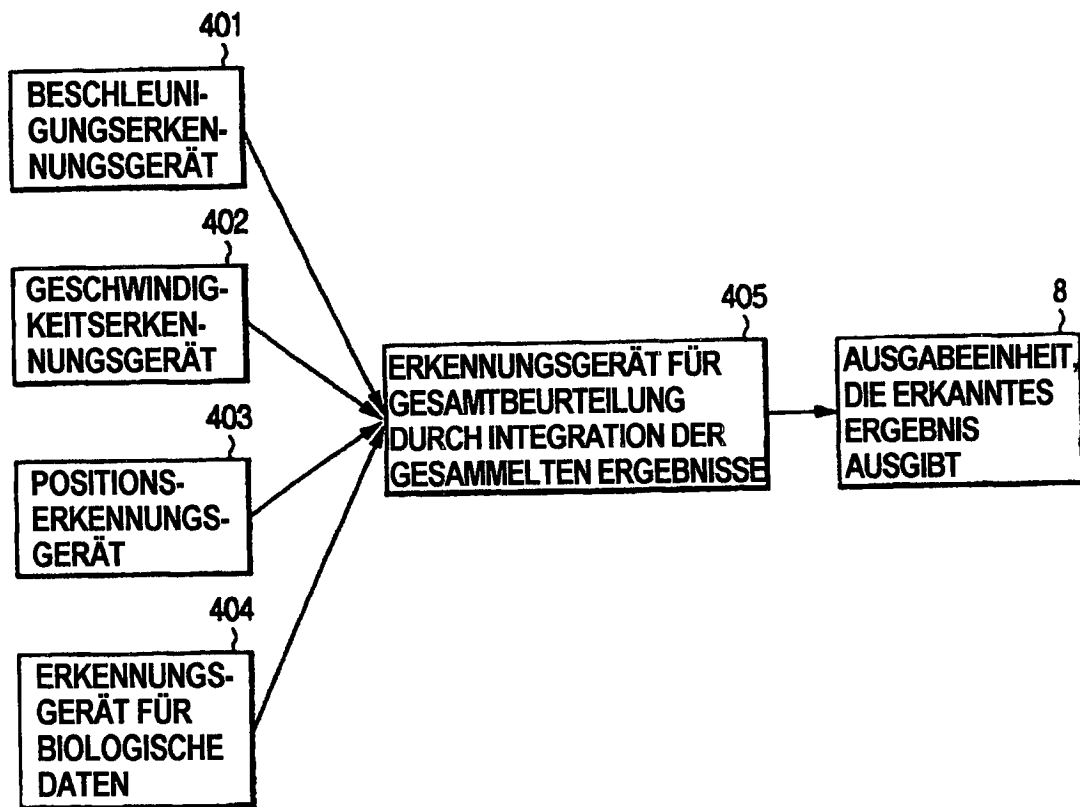 401
BESCHLEUNI-
GUNGSERKEN-
NUNGSGERÄT
402
GESCHWINDIG-
KEITSERKEN-
NUNGSGERÄT
403
POSITIONS-
ERKENNUNGS-
GERÄT
404
ERKENNUNGS-
GERÄT FÜR
BIOLOGISCHE
DATEN
405
ERKENNUNGSGERÄT FÜR
GESAMTBEURTEILUNG
DURCH INTEGRATION DER
GESAMMELTEN ERGEBNISSE
8
AUSGABEEINHEIT,
DIE ERKANNTES
ERGEBNIS
AUSGIBT